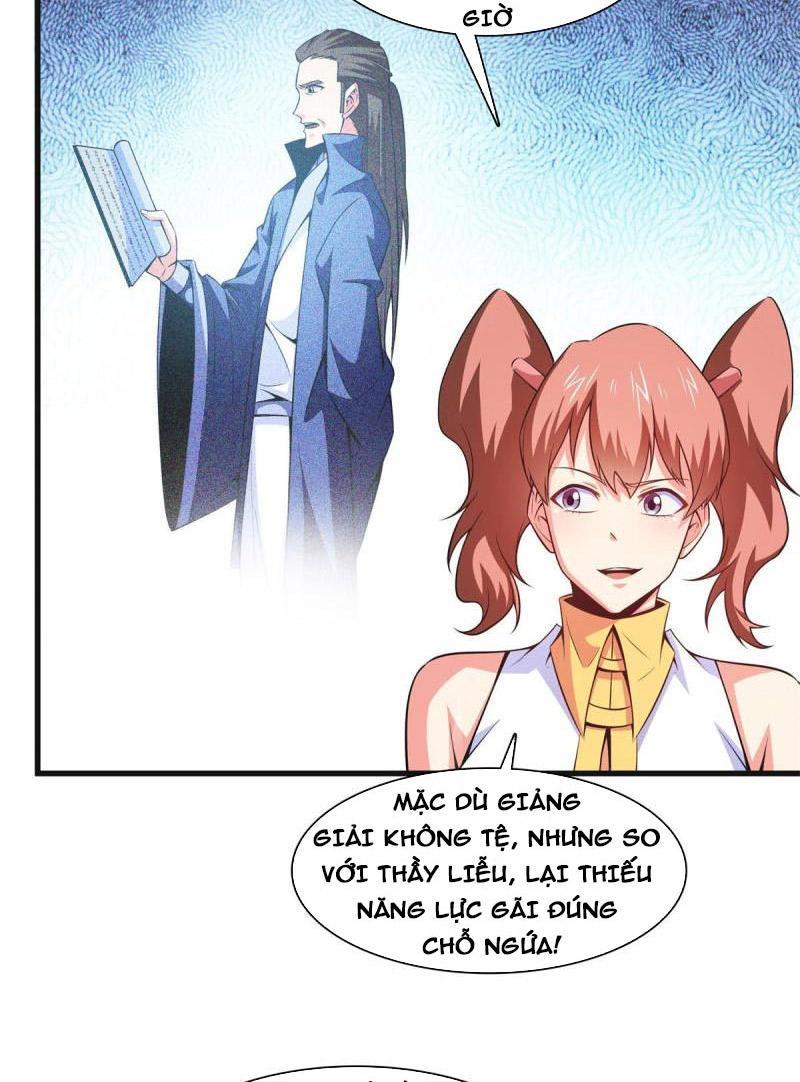 GIỜ
MẶC DÙ GIẢNG
GIẢI KHÔNG TỆ, NHƯNG SO
VỚI THẦY LIỄU, LẠI THIẾU
NĂNG LỰC GÃI ĐÚNG
CHỖ NGỨA!